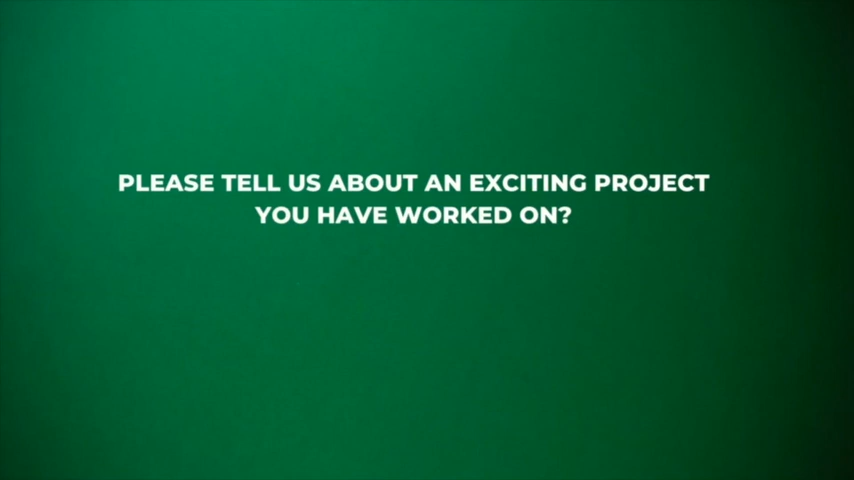 PLEASE TELL US ABOUT AN EXCITING PROJECT
YOU HAVE WORKED ON?